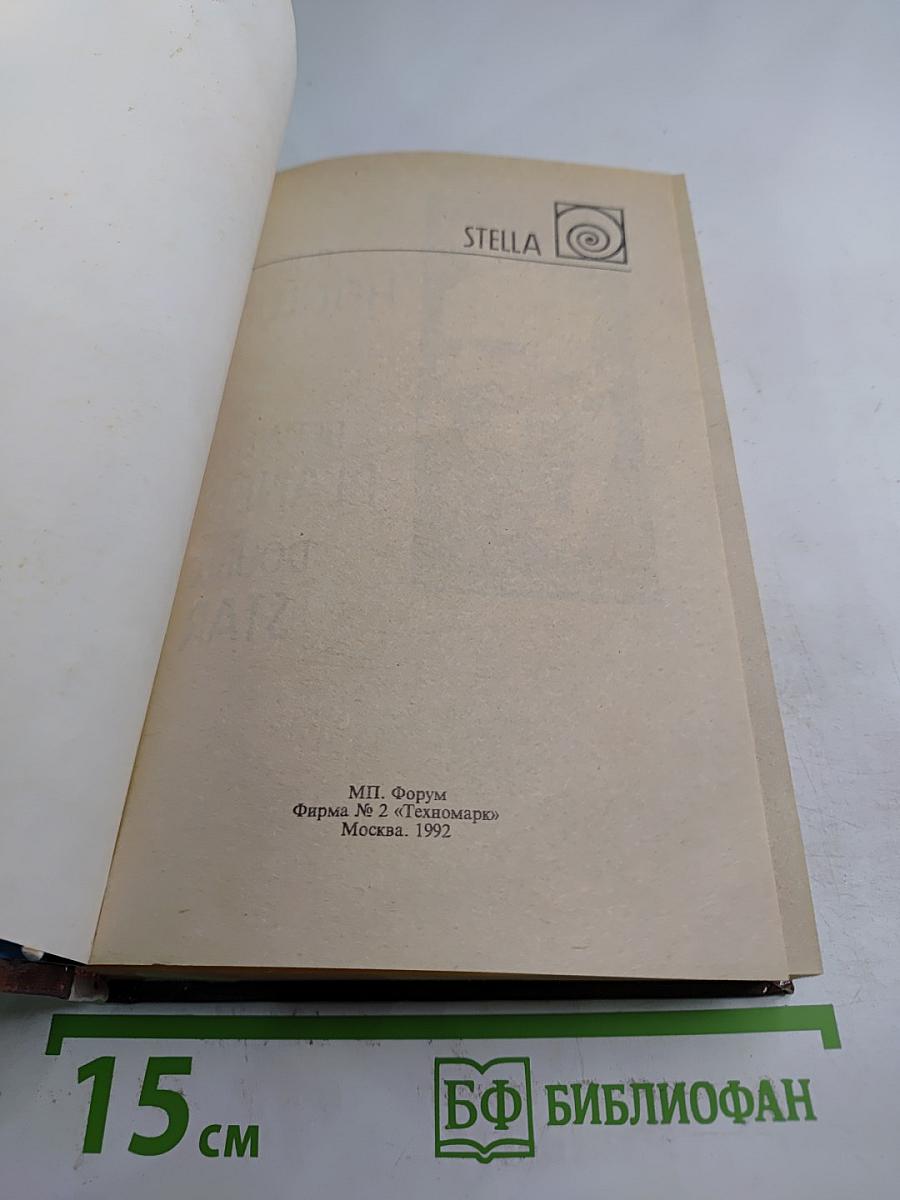 STELLA
МП. Форум
Фирма № 2 «Техномарк»
Москва. 1992
15 см
БФ БИБЛИОФАН